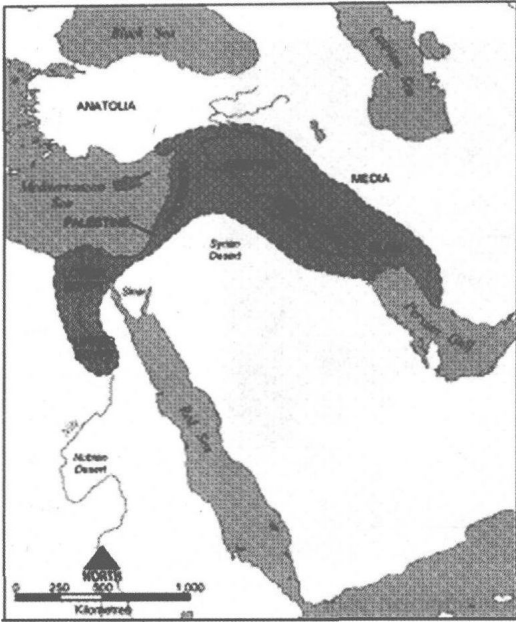 Black Sea
Caspian Sea
ANATOLIA
Mediterranean
Sea
MEDIA
PALESTINE
Syrian
Desert
Sinai
Persian Gulf
Red Sea
Nile
Nubian
Desert
NORTH
0 250 500 1,000
Kilometres